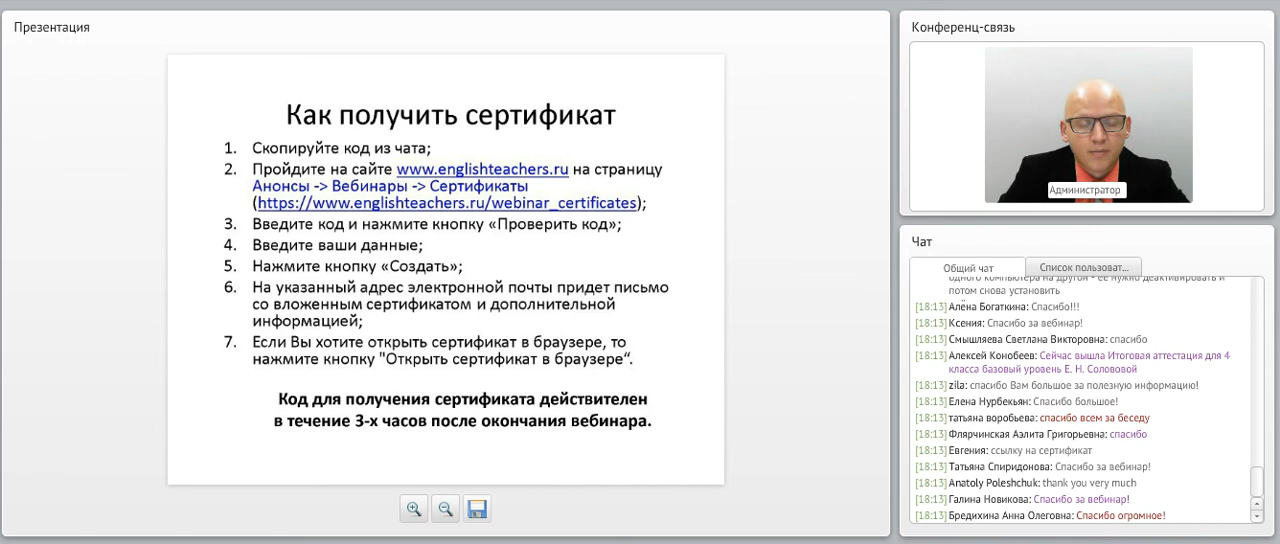 Презентация
Как получить сертификат
1. Скопируйте код из чата;
2. Пройдите на сайте www.englishteachers.ru на страницу
Анонсы -> Вебинары -> Сертификаты
(https://www.englishteachers.ru/webinar_certificates);
3. Введите код и нажмите кнопку «Проверить код»;
4. Введите ваши данные;
5. Нажмите кнопку «Создать»;
6. На указанный адрес электронной почты придет письмо
со вложенным сертификатом и дополнительной
информацией;
7. Если Вы хотите открыть сертификат в браузере, то
нажмите кнопку "Открыть сертификат в браузере“.
Код для получения сертификата действителен
в течение 3-х часов после окончания вебинара.
Конференц-связь
Администратор
Чат
Общий чат
Список пользоват...
одного компьютера на другой - ее нужно деактивировать и
потом снова установить
[18:13] Алёна Богаткина: Спасибо!!!
[18:13] Ксения: Спасибо за вебинар!
[18:13] Смышляева Светлана Викторовна: спасибо
[18:13] Алексей Конобеев: Сейчас вышла Итоговая аттестация для 4
класса базовый уровень Е. Н. Солововой
[18:13] zila: спасибо Вам большое за полезную информацию!
[18:13] Елена Нурбекьян: Спасибо большое!
[18:13] татьяна воробьева: спасибо всем за беседу
[18:13] Флярчинская Аэлита Григорьевна: спасибо
[18:13] Евгения: ссылку на сертификат
[18:13] Татьяна Спиридонова: Спасибо за вебинар!
[18:13] Anatoly Poleshchuk: thank you very much
[18:13] Галина Новикова: Спасибо за вебинар!
[18:13] Бредихина Анна Олеговна: Спасибо огромное!